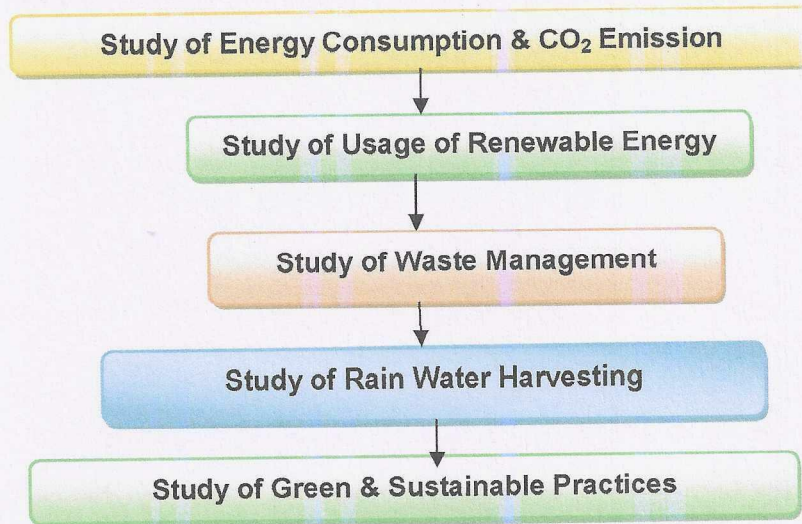 Study of Energy Consumption & CO₂ Emission
Study of Usage of Renewable Energy
Study of Waste Management
Study of Rain Water Harvesting
Study of Green & Sustainable Practices